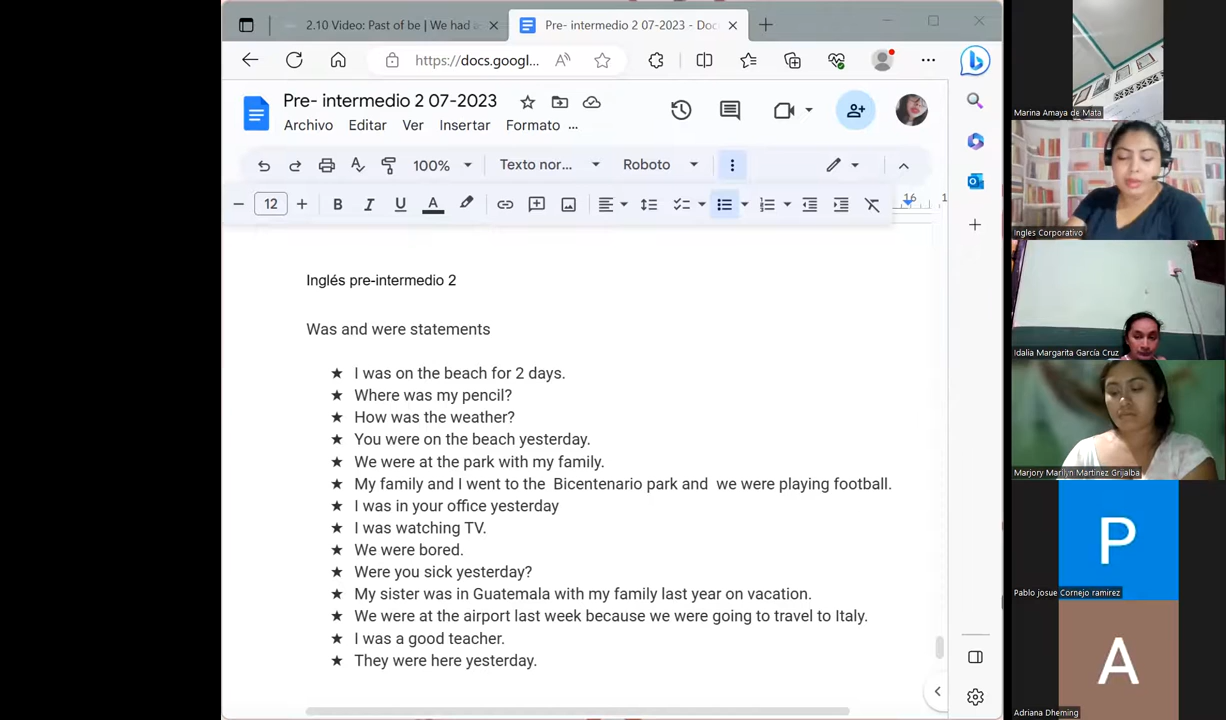 2.10 Video: Past of be | We had
Pre- intermedio 2 07-2023 - Doc
https://docs.googl...
Pre- intermedio 2 07-2023
Archivo Editar Ver Insertar Formato ...
100% Texto nor... Roboto
12
16 1
Inglés pre-intermedio 2
Was and were statements
★ I was on the beach for 2 days.
★ Where was my pencil?
★ How was the weather?
★ You were on the beach yesterday.
★ We were at the park with my family.
★ My family and I went to the Bicentenario park and we were playing football.
★ I was in your office yesterday
★ I was watching TV.
★ We were bored.
★ Were you sick yesterday?
★ My sister was in Guatemala with my family last year on vacation.
★ We were at the airport last week because we were going to travel to Italy.
★ I was a good teacher.
★ They were here yesterday.
Marina Amaya de Mata
Ingles Corporativo
Idalia Margarita García Cruz
Marjory Marilyn Martinez Grijalba
P
Pablo josue Cornejo ramirez
A
Adriana Dheming